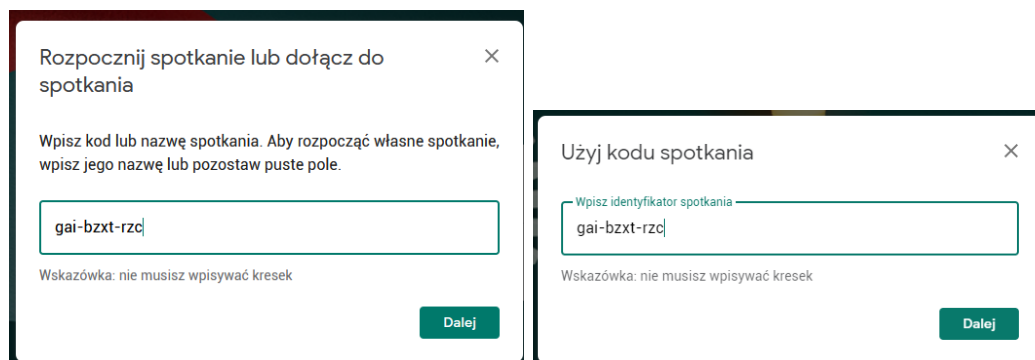 Rozpocznij spotkanie lub dołącz do
spotkania
Wpisz kod lub nazwę spotkania. Aby rozpocząć własne spotkanie,
wpisz jego nazwę lub pozostaw puste pole.
gai-bzxt-rzc
Wskazówka: nie musisz wpisywać kresek
Dalej
Użyj kodu spotkania
Wpisz identyfikator spotkania
gai-bzxt-rzc
Wskazówka: nie musisz wpisywać kresek
Dalej